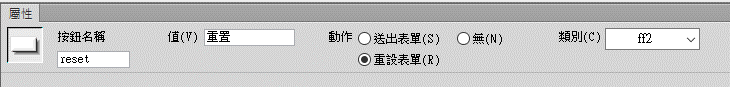 屬性
按鈕名稱 值(V) 重置 動作 送出表單(S) 無(N) 類別(C) ff2
reset 重設表單(R)